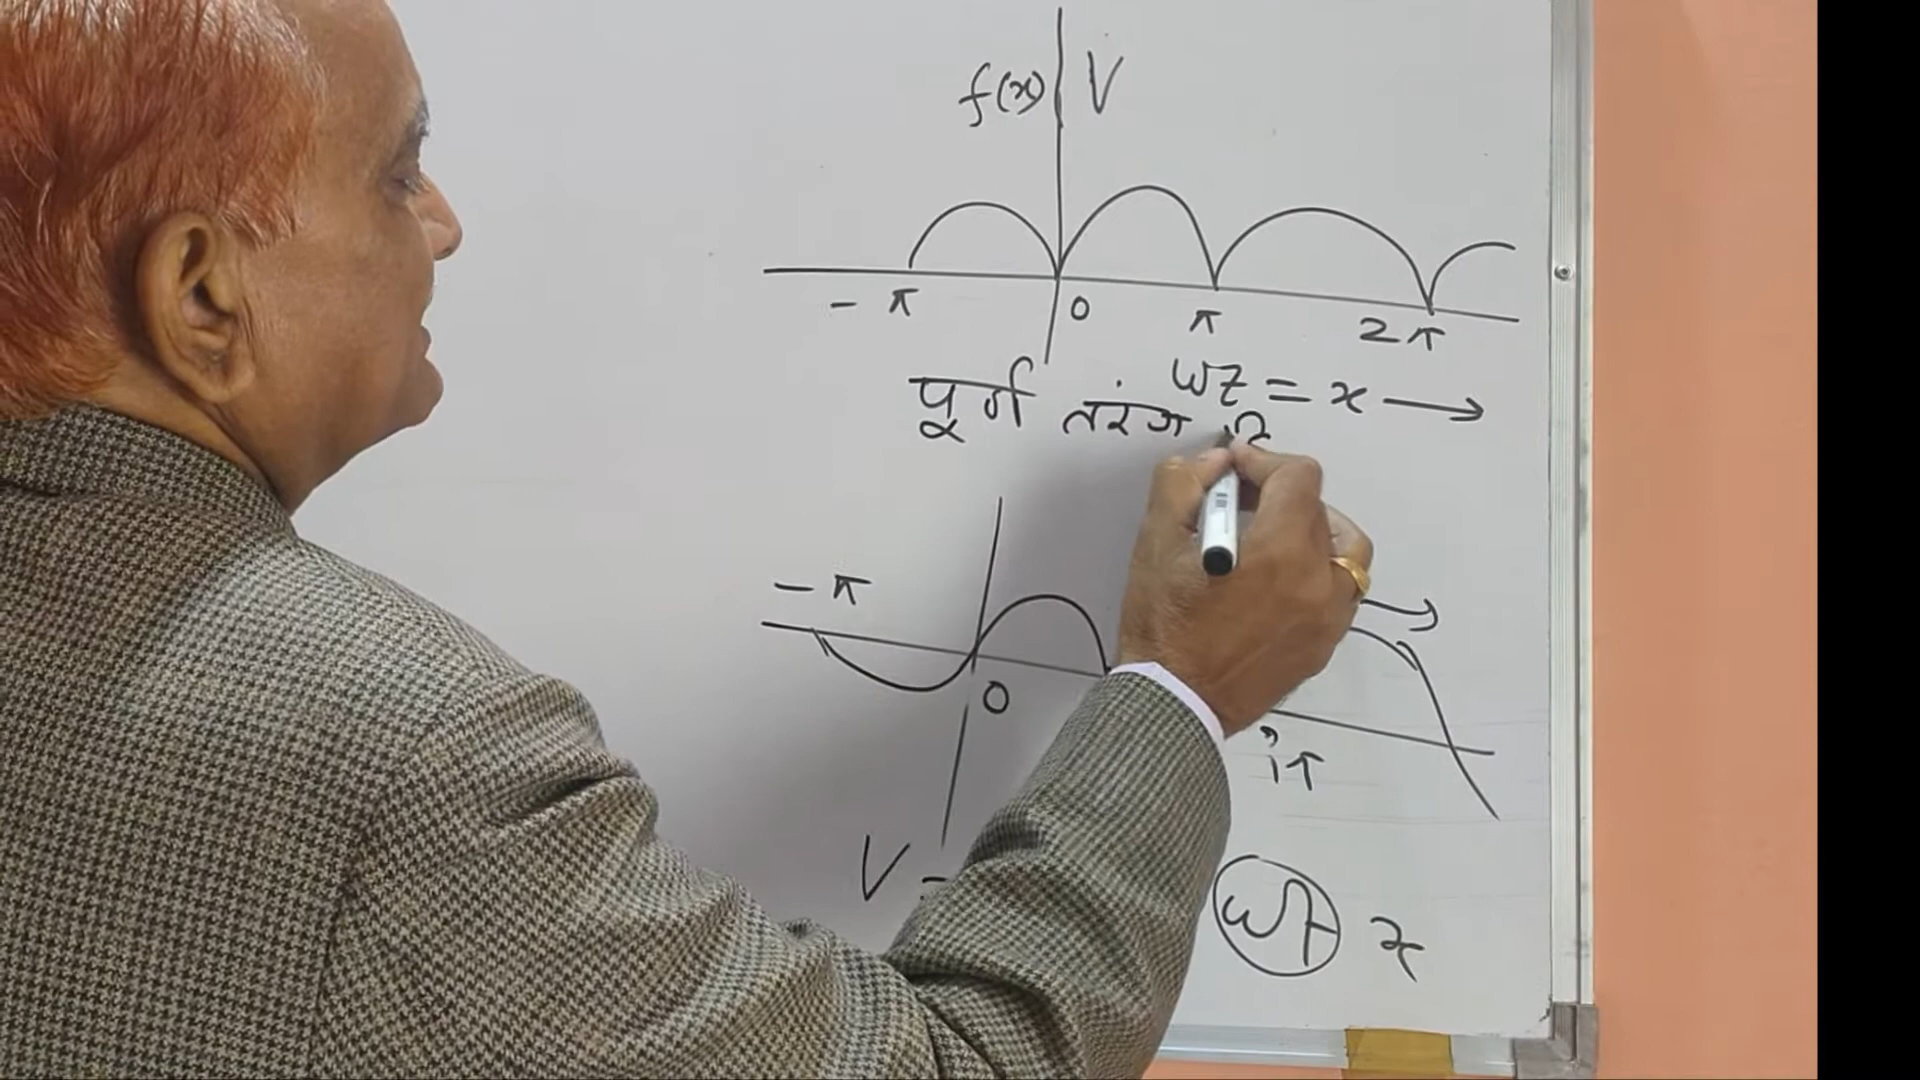 f(x) V
- π 0 π 2π
ωt = x →
पूर्ण तरंग
- π
0
V =
ωt x